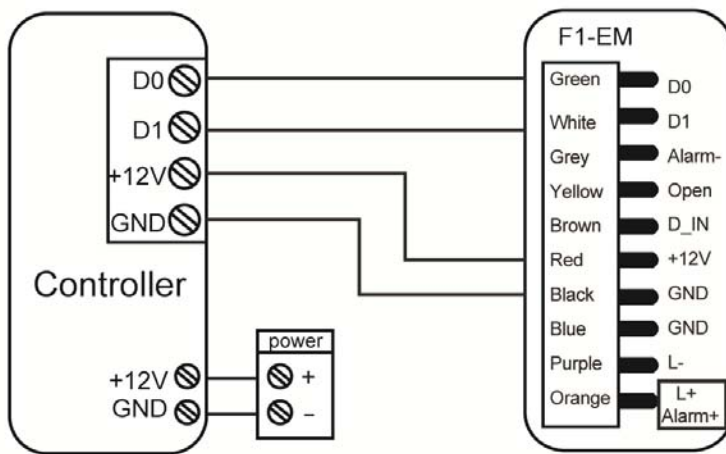 F1-EM
D0
D1
+12V
GND
Controller
+12V
GND
power
+
−
Green
D0
White
D1
Grey
Alarm-
Yellow
Open
Brown
D_IN
Red
+12V
Black
GND
Blue
GND
Purple
L-
Orange
L+
Alarm+